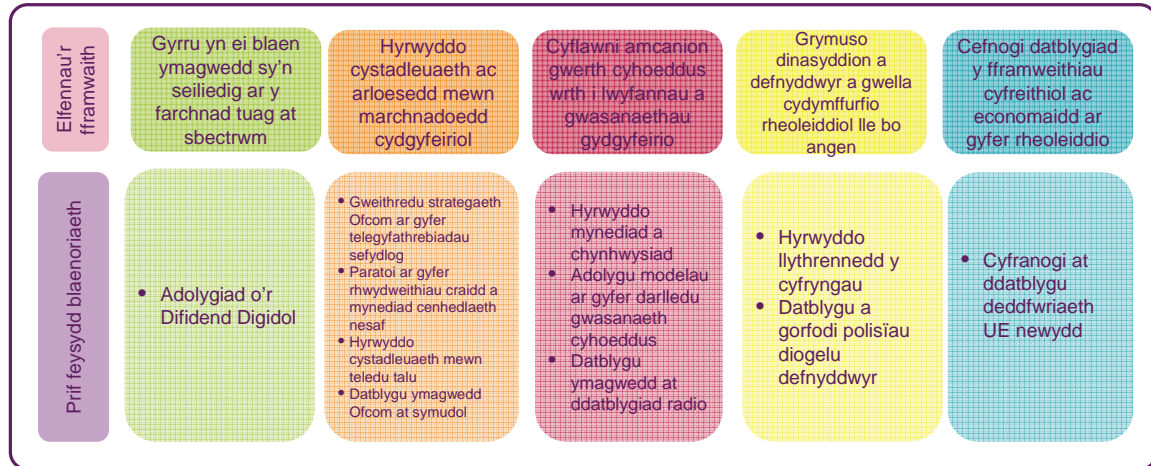 Elfennau'r
fframwaith
Gyrru yn ei blaen
ymagwedd sy'n
seiliedig ar y
farchnad tuag at
sbectrwm
Hyrwyddo
cystadleuaeth ac
arloesedd mewn
marchnadoedd
cydgyfeiriol
Cyflawni amcanion
gwerth cyhoeddus
wrth i lwyfannau a
gwasanaethau
gydgyfeirio
Grymuso
dinasyddion a
defnyddwyr a gwella
cydymffurfio
rheoleiddiol lle bo
angen
Cefnogi datblygiad
y fframweithiau
cyfreithiol ac
economaidd ar
gyfer rheoleiddio
Prif feysydd blaenoriaeth
• Adolygiad o'r
Difidend Digidol
• Gweithredu strategaeth
Ofcom ar gyfer
telegyfathrebiadau
sefydlog
• Paratoi ar gyfer
rhwydweithiau craidd a
mynediad cenhedlaeth
nesaf
• Hyrwyddo
cystadleuaeth mewn
teledu talu
• Datblygu ymagwedd
Ofcom at symudol
• Hyrwyddo
mynediad a
chynhwysiad
• Adolygu modelau
ar gyfer darlledu
gwasanaeth
cyhoeddus
• Datblygu
ymagwedd at
ddatblygiad radio
• Hyrwyddo
llythrennedd y
cyfryngau
• Datblygu a
gorfodi polisïau
diogelu
defnyddwyr
• Cyfranogi at
ddatblygu
deddfwriaeth
UE newydd